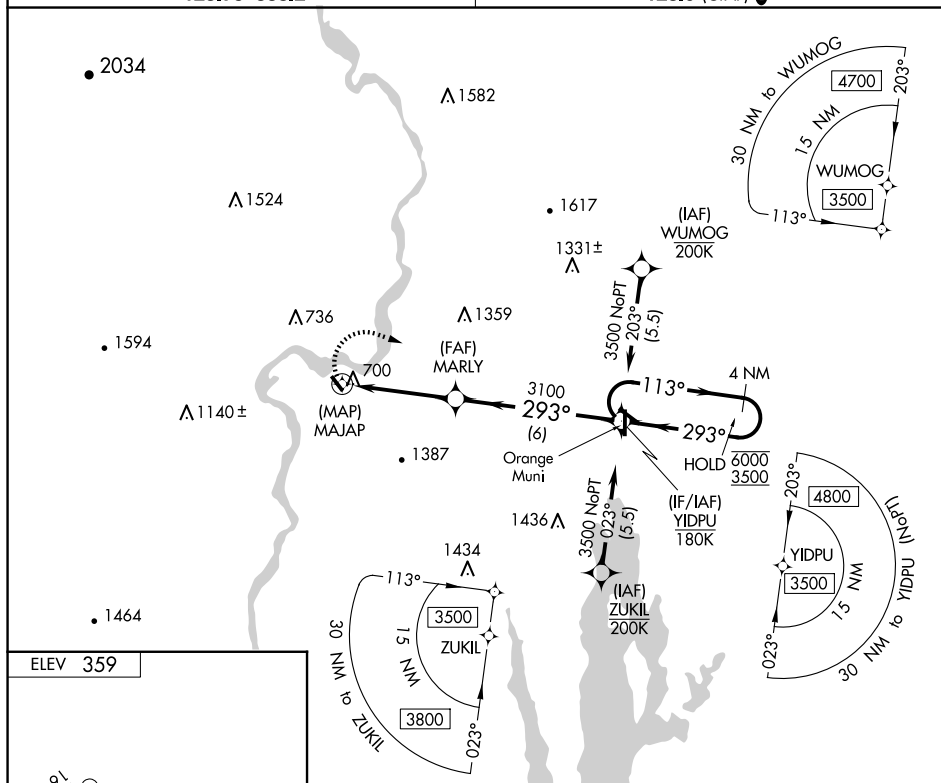 2034
1582
1524
1617
1331±
(IAF)
WUMOG
200K
30 NM to WUMOG
4700
203°
15 NM
WUMOG
3500
113°
3500 NoPT
203°
(5.5)
736
1359
1594
(FAF)
MARLY
700
1140±
(MAP)
MAJAP
3100
293°
(6)
113°
4 NM
293°
1387
Orange
Muni
HOLD
6000
3500
(IF/IAF)
YIDPU
180K
1436
3500 NoPT
023°
(5.5)
(IAF)
ZUKIL
200K
203°
4800
YIDPU
3500
15 NM
023°
30 NM to YIDPU (NoPT)
1434
113°
3500
ZUKIL
15 NM
3800
023°
30 NM to ZUKIL
1464
ELEV 359
16